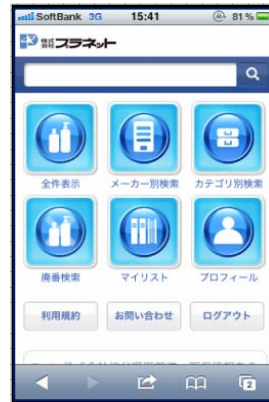 SoftBank 3G 15:41 81%
株式会社プラネット
全件表示 メーカー別検索 カテゴリ別検索
廃番検索 マイリスト プロフィール
利用規約 お問い合わせ ログアウト
2